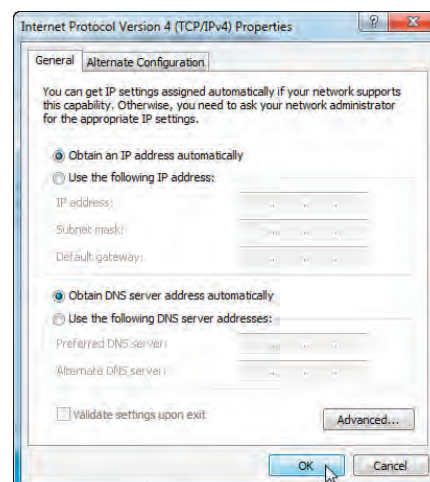 Internet Protocol Version 4 (TCP/IPv4) Properties
General
Alternate Configuration
You can get IP settings assigned automatically if your network supports
this capability. Otherwise, you need to ask your network administrator
for the appropriate IP settings.
Obtain an IP address automatically
Use the following IP address:
IP address:
Subnet mask:
Default gateway:
Obtain DNS server address automatically
Use the following DNS server addresses:
Preferred DNS server:
Alternate DNS server:
Validate settings upon exit
Advanced...
OK
Cancel